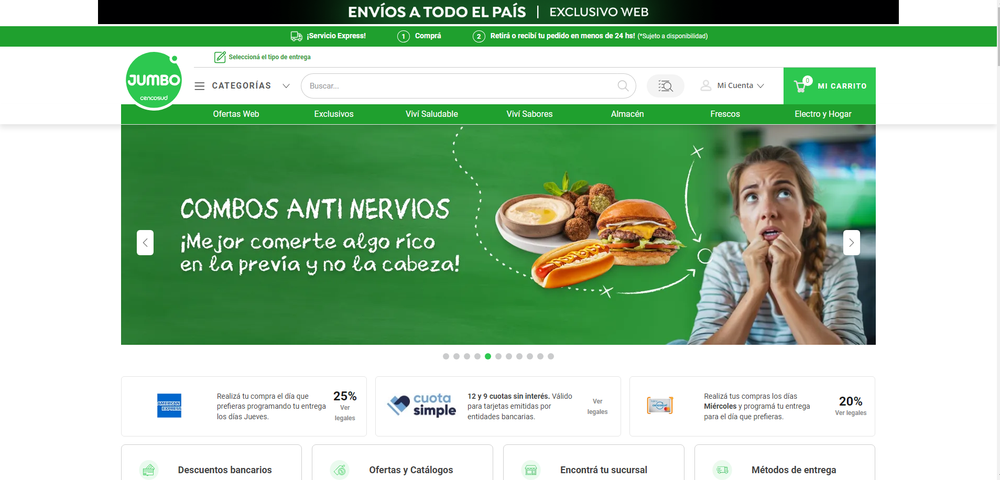 ENVÍOS A TODO EL PAÍS | EXCLUSIVO WEB
¡Servicio Express!
1 Comprá
2 Retirá o recibí tu pedido en menos de 24 hs! (*Sujeto a disponibilidad)
Seleccioná el tipo de entrega
JUMBO
cencosud
CATEGORÍAS
Buscar...
Mi Cuenta
0
MI CARRITO
Ofertas Web
Exclusivos
Viví Saludable
Viví Sabores
Almacén
Frescos
Electro y Hogar
COMBOS ANTI NERVIOS
¡Mejor comerte algo rico
en la previa y no la cabeza!
AMERICAN
EXPRESS
Realizá tu compra el día que
prefieras programando tu entrega
los días Jueves.
25%
Ver
legales
cuota
simple
12 y 9 cuotas sin interés. Válido
para tarjetas emitidas por
entidades bancarias.
Ver
legales
cencosud
Realizá tus compras los días
Miércoles y programá tu entrega
para el día que prefieras.
20%
Ver legales
Descuentos bancarios
Ofertas y Catálogos
Encontrá tu sucursal
Métodos de entrega